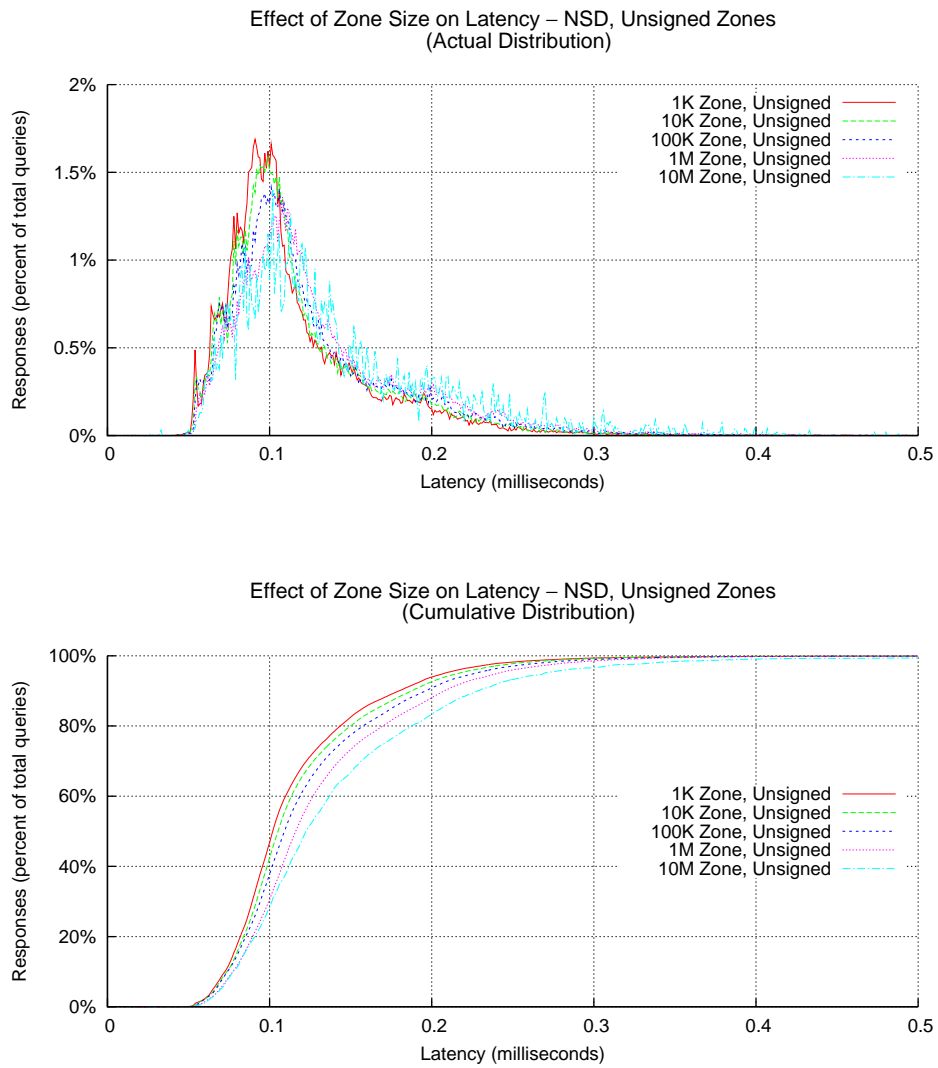 Effect of Zone Size on Latency – NSD, Unsigned Zones
(Actual Distribution)
2%
1.5%
1%
0.5%
0%
Responses (percent of total queries)
1K Zone, Unsigned
10K Zone, Unsigned
100K Zone, Unsigned
1M Zone, Unsigned
10M Zone, Unsigned
0 0.1 0.2 0.3 0.4 0.5
Latency (milliseconds)
Effect of Zone Size on Latency – NSD, Unsigned Zones
(Cumulative Distribution)
100%
80%
60%
40%
20%
0%
Responses (percent of total queries)
1K Zone, Unsigned
10K Zone, Unsigned
100K Zone, Unsigned
1M Zone, Unsigned
10M Zone, Unsigned
0 0.1 0.2 0.3 0.4 0.5
Latency (milliseconds)